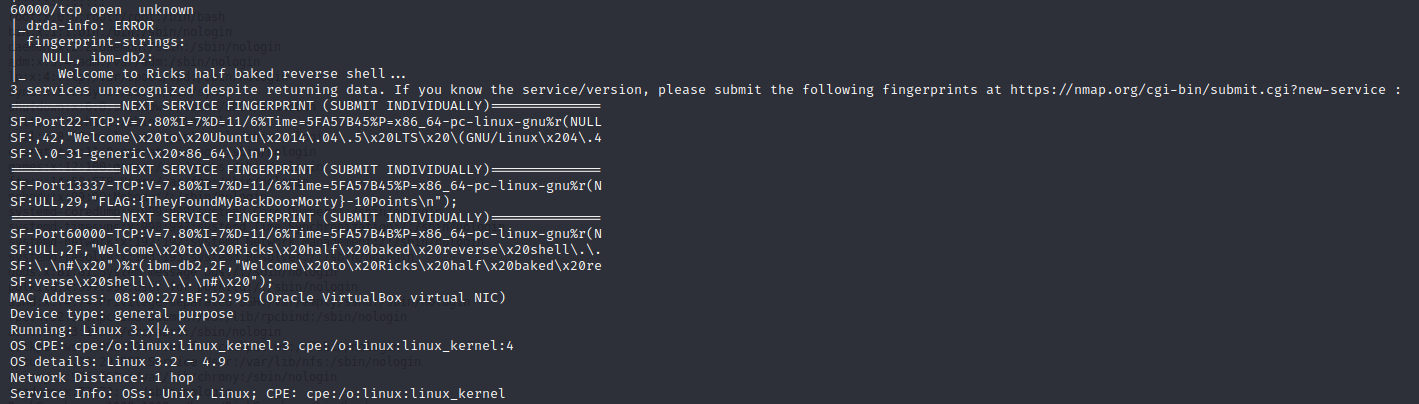 60000/tcp open  unknown
|_drda-info: ERROR
| fingerprint-strings:
|   NULL, ibm-db2:
|_    Welcome to Ricks half baked reverse shell...
3 services unrecognized despite returning data. If you know the service/version, please submit the following fingerprints at https://nmap.org/cgi-bin/submit.cgi?new-service :
==============NEXT SERVICE FINGERPRINT (SUBMIT INDIVIDUALLY)==============
SF-Port22-TCP:V=7.80%I=7%D=11/6%Time=5FA57B45%P=x86_64-pc-linux-gnu%r(NULL
SF:,42,"Welcome\x20to\x20Ubuntu\x2014\.04\.5\x20LTS\x20\(GNU/Linux\x204\.4
SF:\.0-31-generic\x20x86_64\)\n");
==============NEXT SERVICE FINGERPRINT (SUBMIT INDIVIDUALLY)==============
SF-Port13337-TCP:V=7.80%I=7%D=11/6%Time=5FA57B45%P=x86_64-pc-linux-gnu%r(N
SF:ULL,29,"FLAG:{TheyFoundMyBackDoorMorty}-10Points\n");
==============NEXT SERVICE FINGERPRINT (SUBMIT INDIVIDUALLY)==============
SF-Port60000-TCP:V=7.80%I=7%D=11/6%Time=5FA57B4B%P=x86_64-pc-linux-gnu%r(N
SF:ULL,2F,"Welcome\x20to\x20Ricks\x20half\x20baked\x20reverse\x20shell\.\.
SF:\.\n#\x20")%r(ibm-db2,2F,"Welcome\x20to\x20Ricks\x20half\x20baked\x20re
SF:verse\x20shell\.\.\.\n#\x20");
MAC Address: 08:00:27:BF:52:95 (Oracle VirtualBox virtual NIC)
Device type: general purpose
Running: Linux 3.X|4.X
OS CPE: cpe:/o:linux:linux_kernel:3 cpe:/o:linux:linux_kernel:4
OS details: Linux 3.2 - 4.9
Network Distance: 1 hop
Service Info: OSs: Unix, Linux; CPE: cpe:/o:linux:linux_kernel